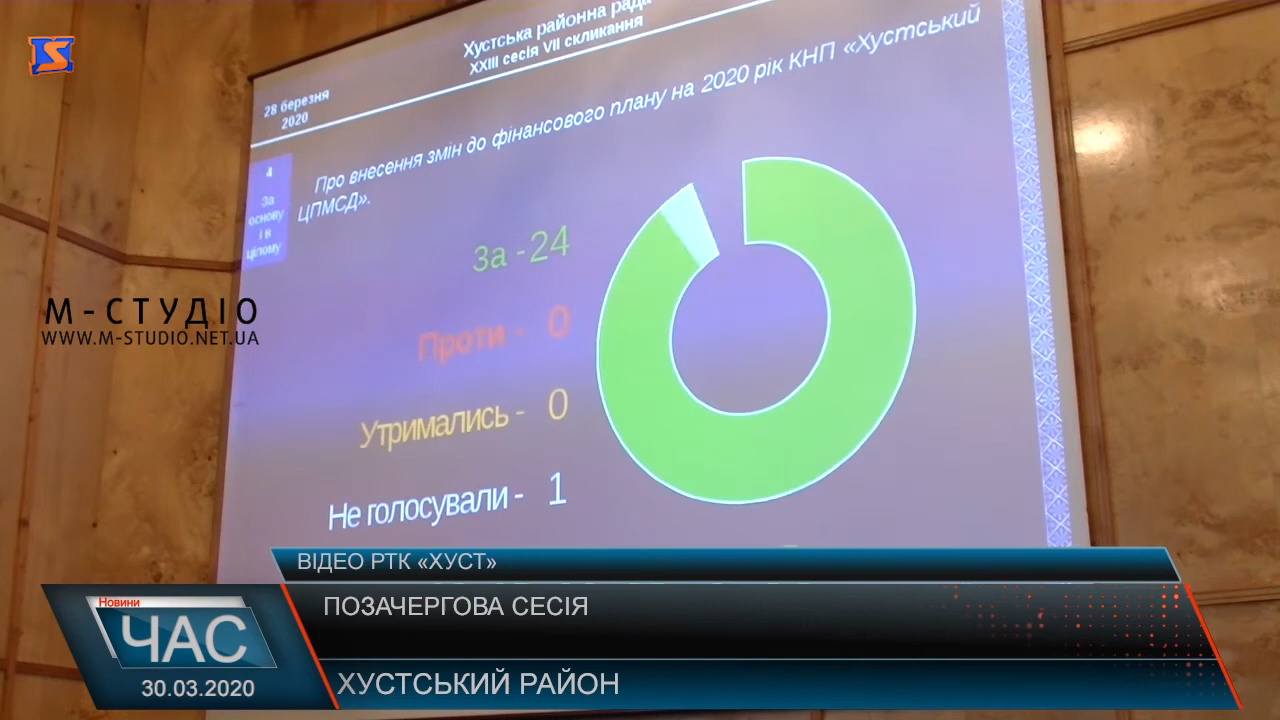 Хустська районна рада
XXIII сесія VII скликання
28 березня
2020
4
За
основу
і в
цілому
Про внесення змін до фінансового плану на 2020 рік КНП «Хустський
ЦПМСД».
За - 24
Проти - 0
Утримались - 0
Не голосували - 1
М-СТУДІО
WWW.M-STUDIO.NET.UA
ВІДЕО РТК «ХУСТ»
Новини
ЧАС
30.03.2020
ПОЗАЧЕРГОВА СЕСІЯ
ХУСТСЬКИЙ РАЙОН